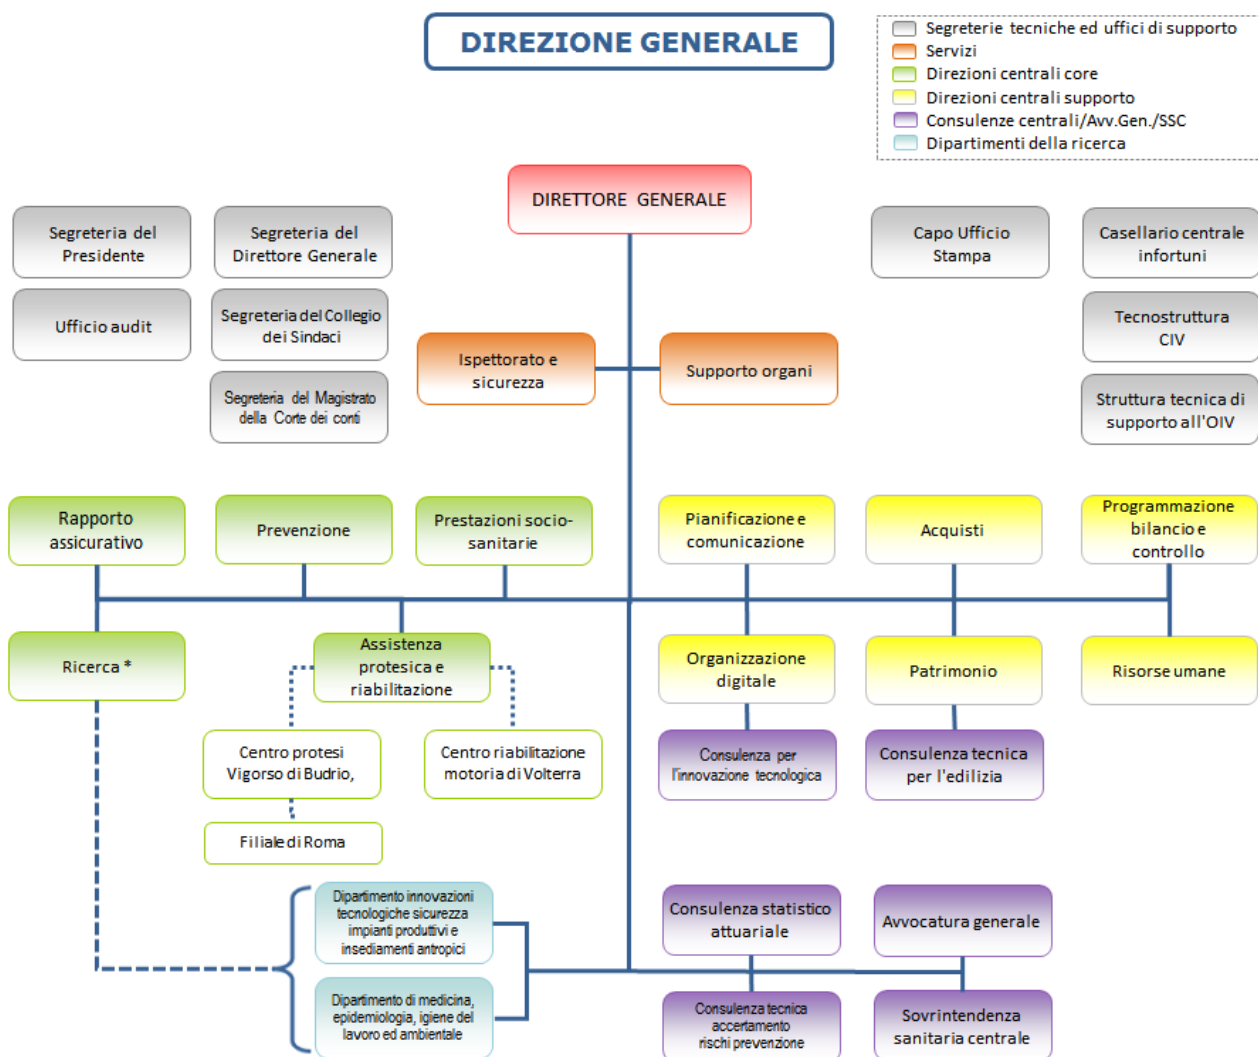 DIREZIONE GENERALE
Segreterie tecniche ed uffici di supporto
Servizi
Direzioni centrali core
Direzioni centrali supporto
Consulenze centrali/Avv.Gen./SSC
Dipartimenti della ricerca
DIRETTORE GENERALE
Segreteria del
Presidente
Segreteria del
Direttore Generale
Capo Ufficio
Stampa
Casellario centrale
infortuni
Ufficio audit
Segreteria del Collegio
dei Sindaci
Tecnostruttura
CIV
Ispettorato e
sicurezza
Supporto organi
Segreteria del Magistrato
della Corte dei conti
Struttura tecnica di
supporto all'OIV
Rapporto
assicurativo
Prevenzione
Prestazioni socio-
sanitarie
Pianificazione e
comunicazione
Acquisti
Programmazione
bilancio e
controllo
Ricerca *
Assistenza
protesica e
riabilitazione
Organizzazione
digitale
Patrimonio
Risorse umane
Centro protesi
Vigorso di Budrio,
Centro riabilitazione
motoria di Volterra
Consulenza per
l'innovazione tecnologica
Consulenza tecnica
per l'edilizia
Filiale di Roma
Dipartimento innovazioni
tecnologiche sicurezza
impianti produttivi e
insediamenti antropici
Consulenza statistico
attuariale
Avvocatura generale
Dipartimento di medicina,
epidemiologia, igiene del
lavoro ed ambientale
Consulenza tecnica
accertamento
rischi prevenzione
Sovrintendenza
sanitaria centrale